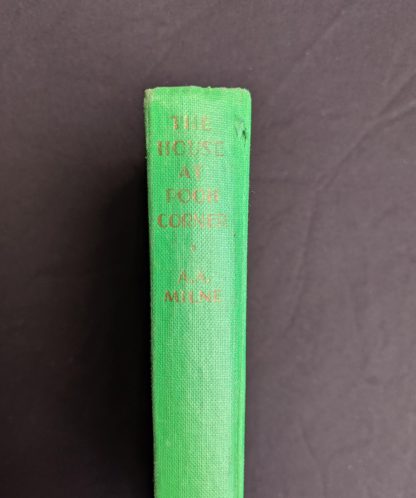 THE
HOUSE
AT
POOH
CORNER
A.A.
MILNE